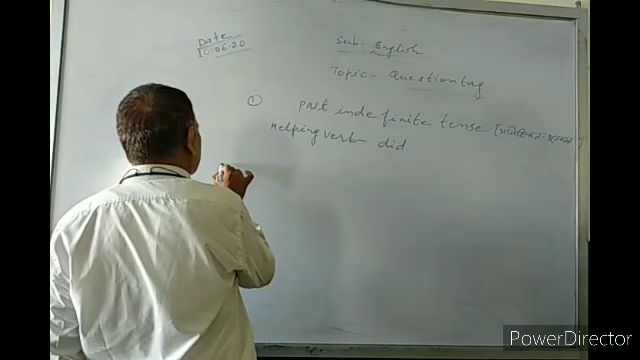 Date
10.06.20
Sub- English
Topic- Question tag
① Past indefinite tense [
Helping verb- did
PowerDirector